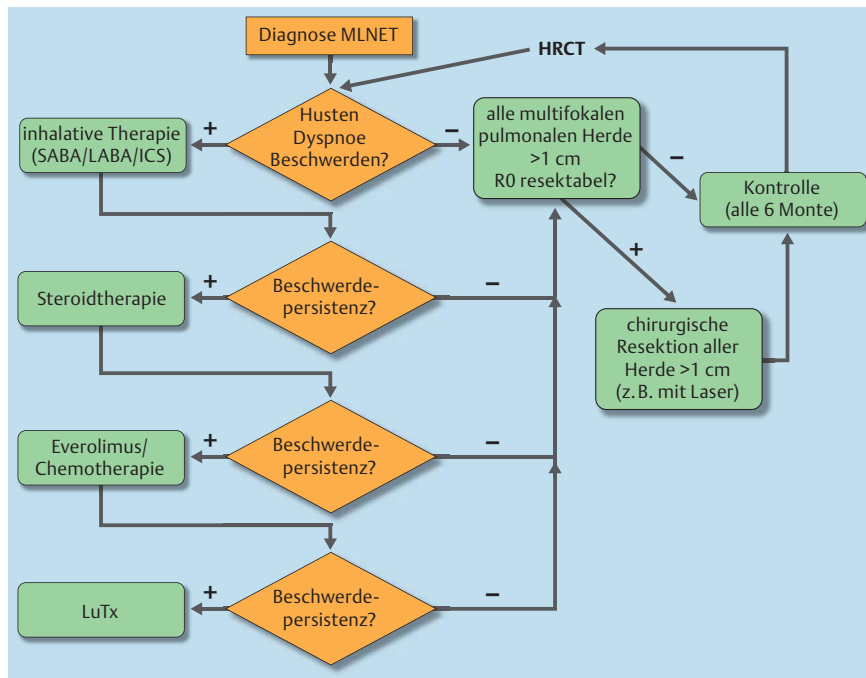 Diagnose MLNET
HRCT
Husten
Dyspnoe
Beschwerden?
+
–
inhalative Therapie
(SABA/LABA/ICS)
alle multifokalen
pulmonalen Herde
>1 cm
R0 resektabel?
–
+
Kontrolle
(alle 6 Monte)
chirurgische
Resektion aller
Herde >1 cm
(z. B. mit Laser)
Beschwerde-
persistenz?
+
–
Steroidtherapie
Beschwerde-
persistenz?
+
–
Everolimus/
Chemotherapie
Beschwerde-
persistenz?
+
–
LuTx